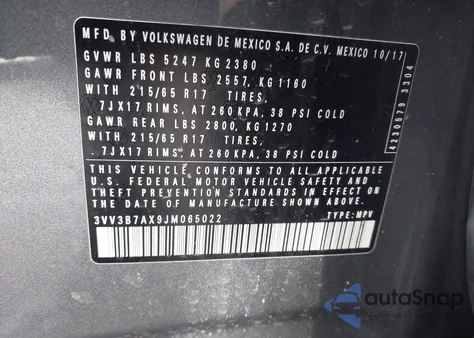 MFD. BY VOLKSWAGEN DE MEXICO S.A. DE C.V. MEXICO 10/17
GVWR LBS 5247 KG 2380
GAWR FRONT LBS 2557, KG 1160
WITH 215/65 R17 TIRES,
7JX17 RIMS, AT 260 KPA, 38 PSI COLD
GAWR REAR LBS 2800, KG 1270
WITH 215/65 R17 TIRES,
7JX17 RIMS, AT 260 KPA, 38 PSI COLD
THIS VEHICLE CONFORMS TO ALL APPLICABLE
U.S. FEDERAL MOTOR VEHICLE SAFETY AND
THEFT PREVENTION STANDARDS IN EFFECT ON
THE DATE OF MANUFACTURE SHOWN ABOVE.
3VV3B7AX9JM065022 TYPE: MPV
4230579 3304
autoSnap